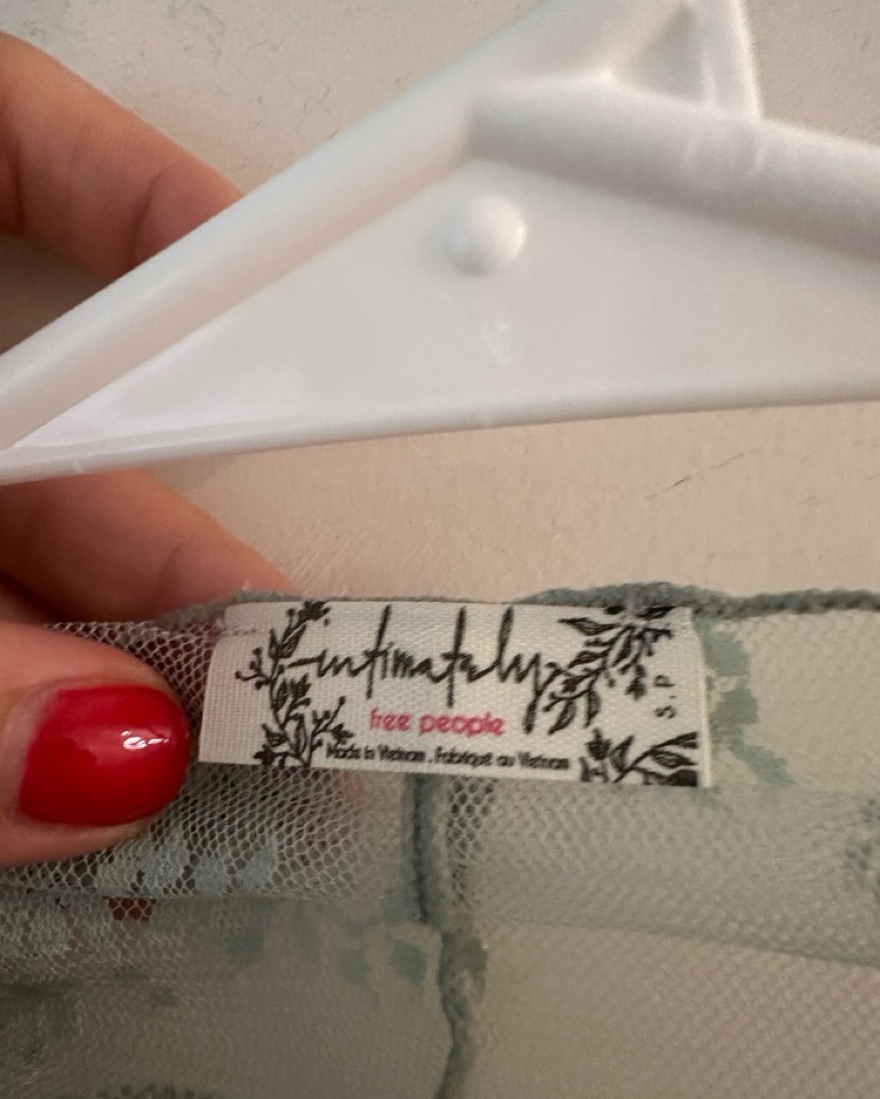 intimately
free people
Made in Vietnam . Fabriqué au Vietnam
S.P